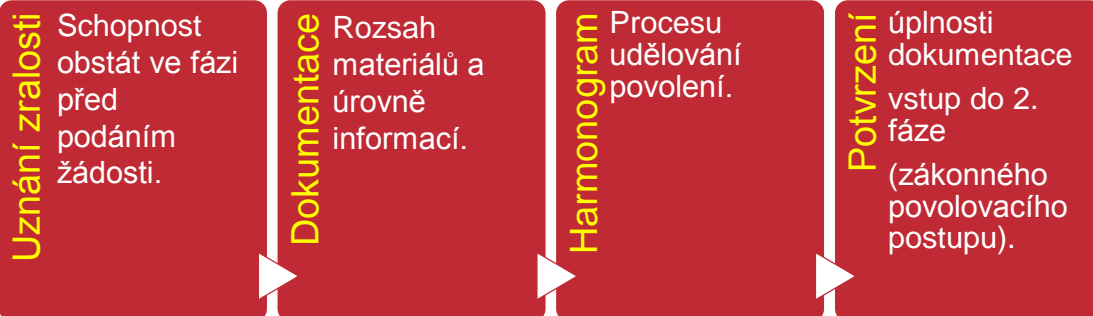 Uznání zralosti
Schopnost
obstát ve fázi
před
podáním
žádosti.
Dokumentace
Rozsah
materiálů a
úrovně
informací.
Harmonogram
Procesu
udělování
povolení.
Potvrzení
úplnosti
dokumentace
vstup do 2.
fáze
(zákonného
povolovacího
postupu).